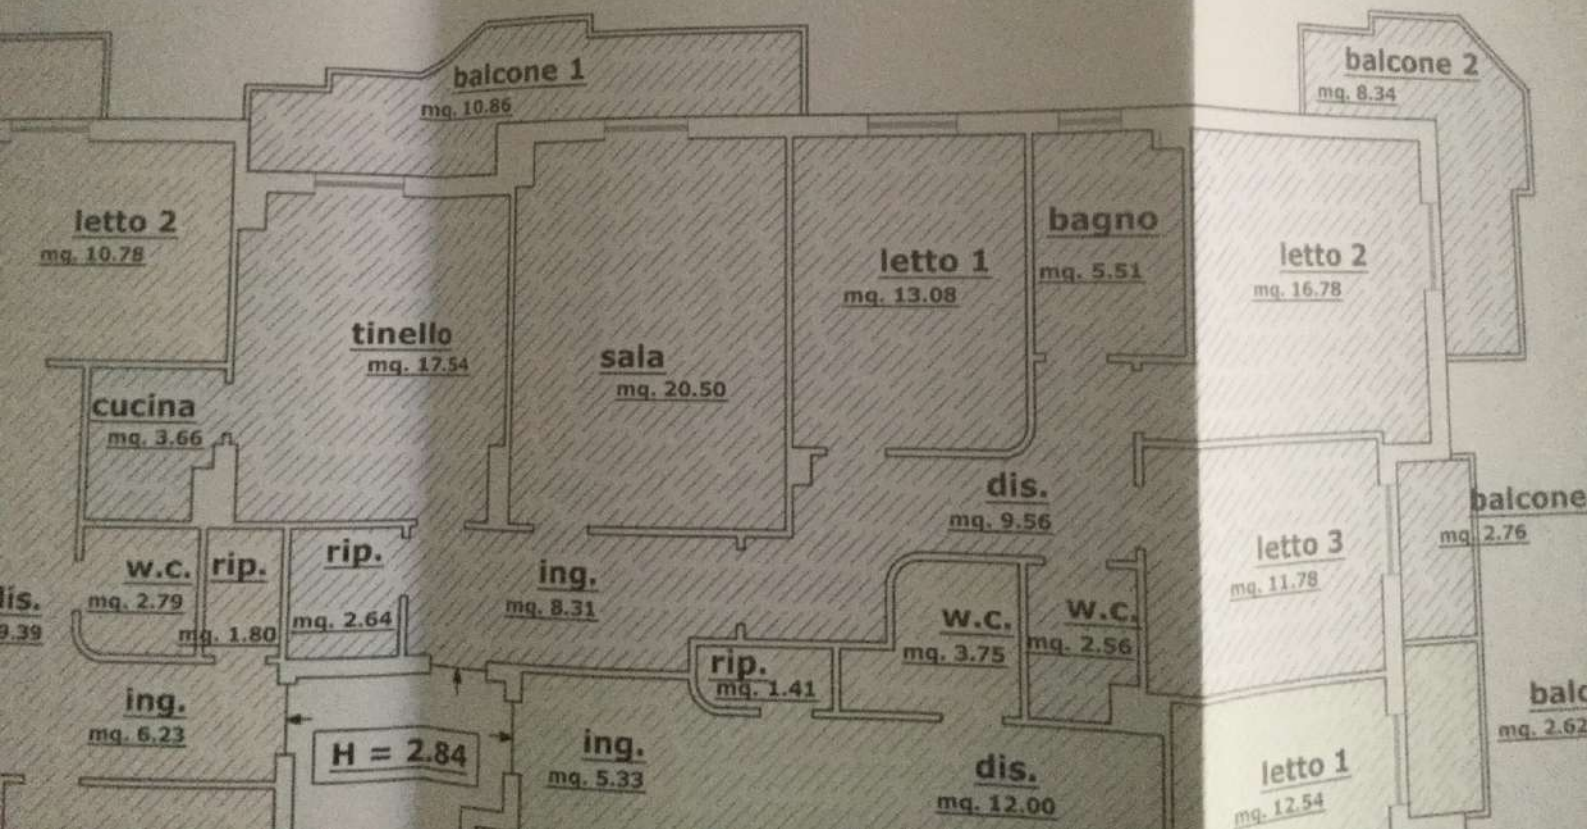 balcone 1
mq. 10.86
balcone 2
mq. 8.34
letto 2
mq. 10.78
tinello
mq. 17.54
sala
mq. 20.50
letto 1
mq. 13.08
bagno
mq. 5.51
letto 2
mq. 16.78
cucina
mq. 3.66
dis.
mq. 9.56
letto 3
mq. 11.78
balcone
mq. 2.76
w.c.
mq. 2.79
rip.
mq. 1.80
rip.
mq. 2.64
ing.
mq. 8.31
w.c.
mq. 3.75
w.c.
mq. 2.56
rip.
mq. 1.41
ing.
mq. 6.23
H = 2.84
ing.
mq. 5.33
dis.
mq. 12.00
letto 1
mq. 12.54
mq. 2.62